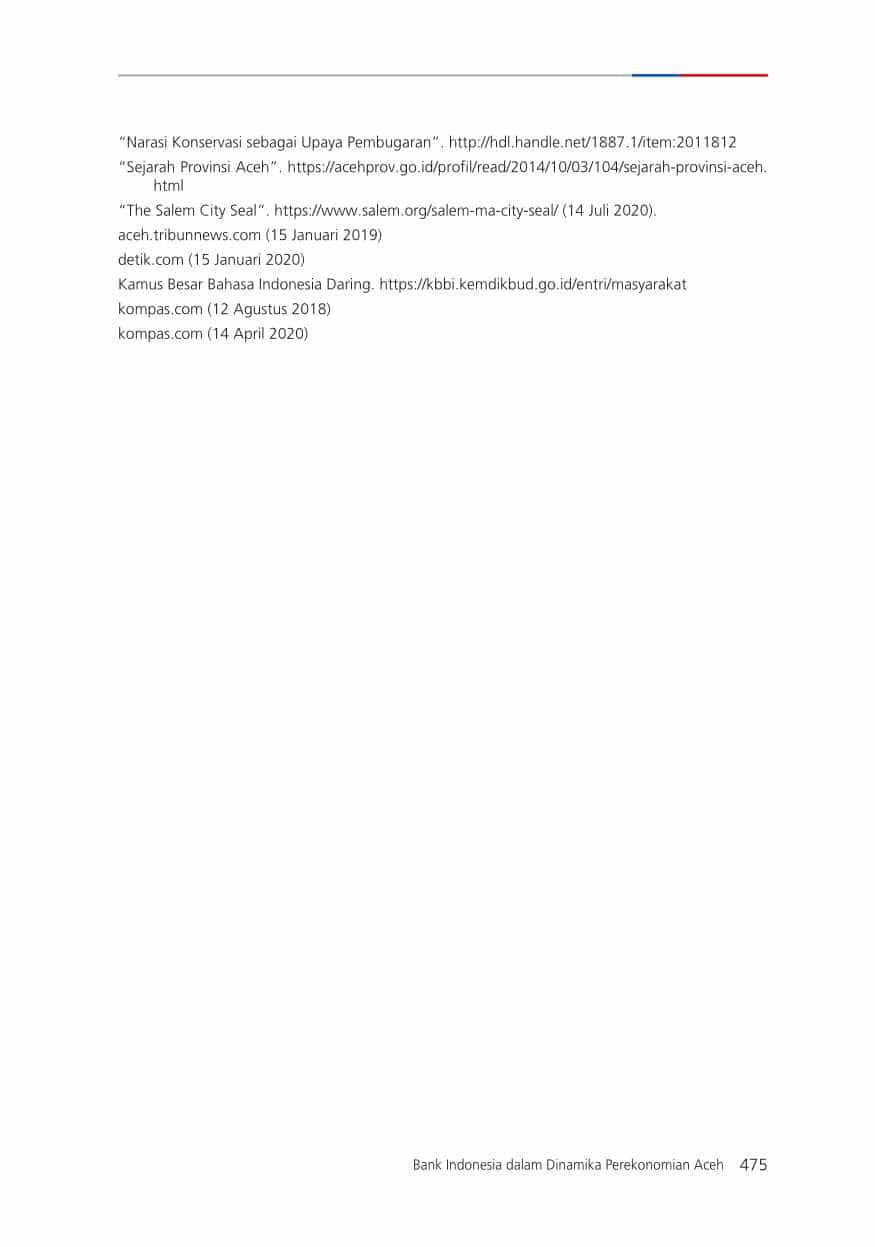 “Narasi Konservasi sebagai Upaya Pembugaran”. http://hdl.handle.net/1887.1/item:2011812
“Sejarah Provinsi Aceh”. https://acehprov.go.id/profil/read/2014/10/03/104/sejarah-provinsi-aceh.
html
“The Salem City Seal”. https://www.salem.org/salem-ma-city-seal/ (14 Juli 2020).
aceh.tribunnews.com (15 Januari 2019)
detik.com (15 Januari 2020)
Kamus Besar Bahasa Indonesia Daring. https://kbbi.kemdikbud.go.id/entri/masyarakat
kompas.com (12 Agustus 2018)
kompas.com (14 April 2020)
Bank Indonesia dalam Dinamika Perekonomian Aceh 475